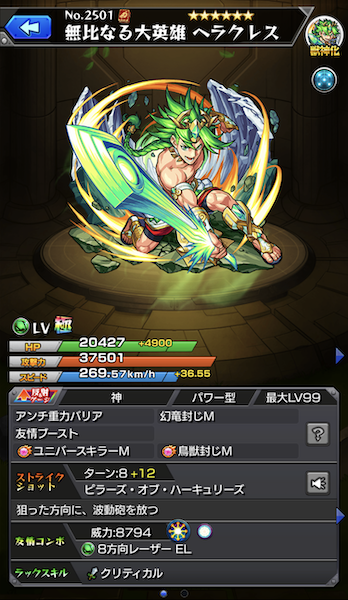 No.2501 ★★★★★★
無比なる大英雄 ヘラクレス
獣神化
LV 極
HP 20427 +4900
攻撃力 37501
スピード 269.57km/h +36.55
反射タイプ 神 パワー型 最大LV99
アンチ重力バリア 幻竜封じM
友情ブースト
ユニバースキラーM 鳥獣封じM
?
ストライクショット ターン:8 +12
ピラーズ・オブ・ハーキュリーズ
狙った方向に、波動砲を放つ
友情コンボ 威力:8794
8方向レーザー EL
ラックスキル クリティカル